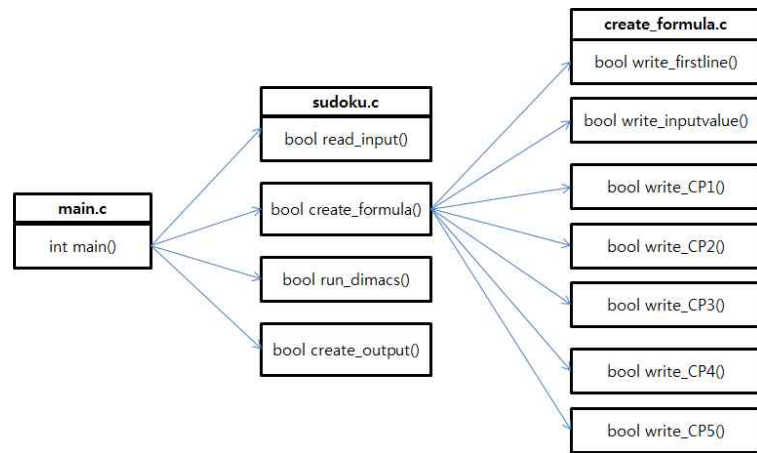 main.c
int main()
sudoku.c
bool read_input()
bool create_formula()
bool run_dimacs()
bool create_output()
create_formula.c
bool write_firstline()
bool write_inputvalue()
bool write_CP1()
bool write_CP2()
bool write_CP3()
bool write_CP4()
bool write_CP5()